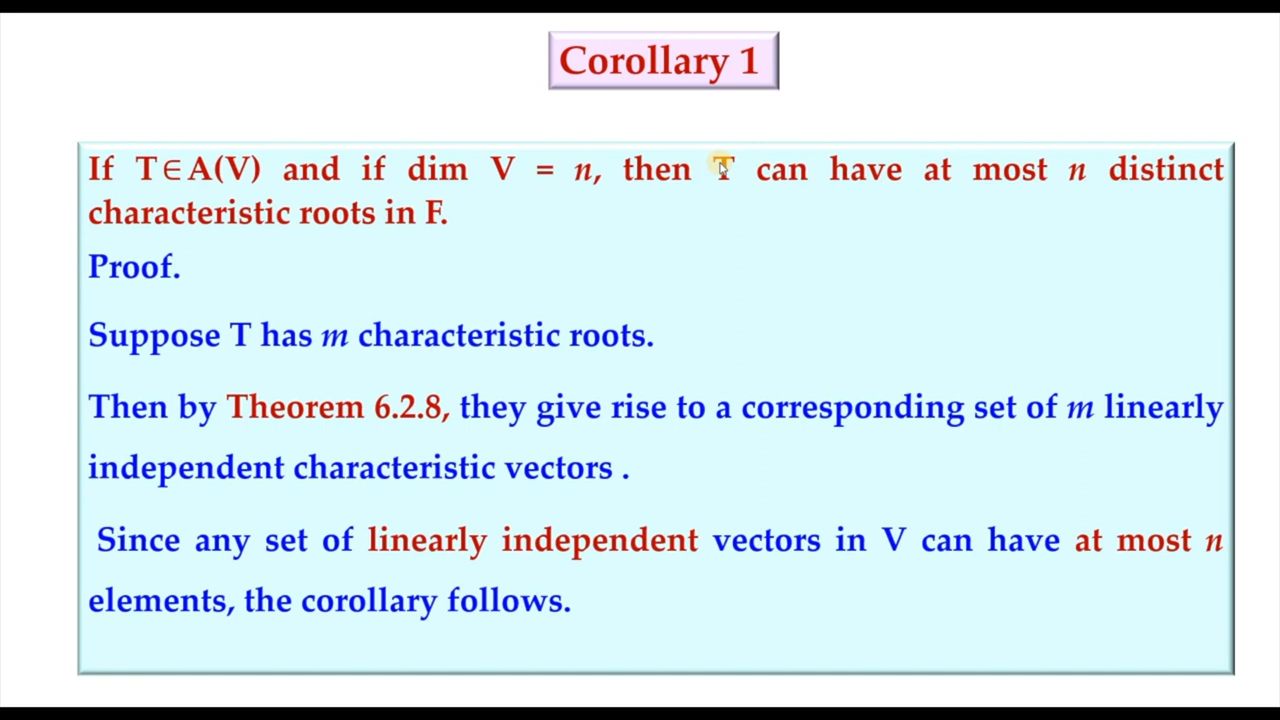 Corollary 1
If T∈A(V) and if dim V = n, then T can have at most n distinct
characteristic roots in F.
Proof.
Suppose T has m characteristic roots.
Then by Theorem 6.2.8, they give rise to a corresponding set of m linearly
independent characteristic vectors .
Since any set of linearly independent vectors in V can have at most n
elements, the corollary follows.